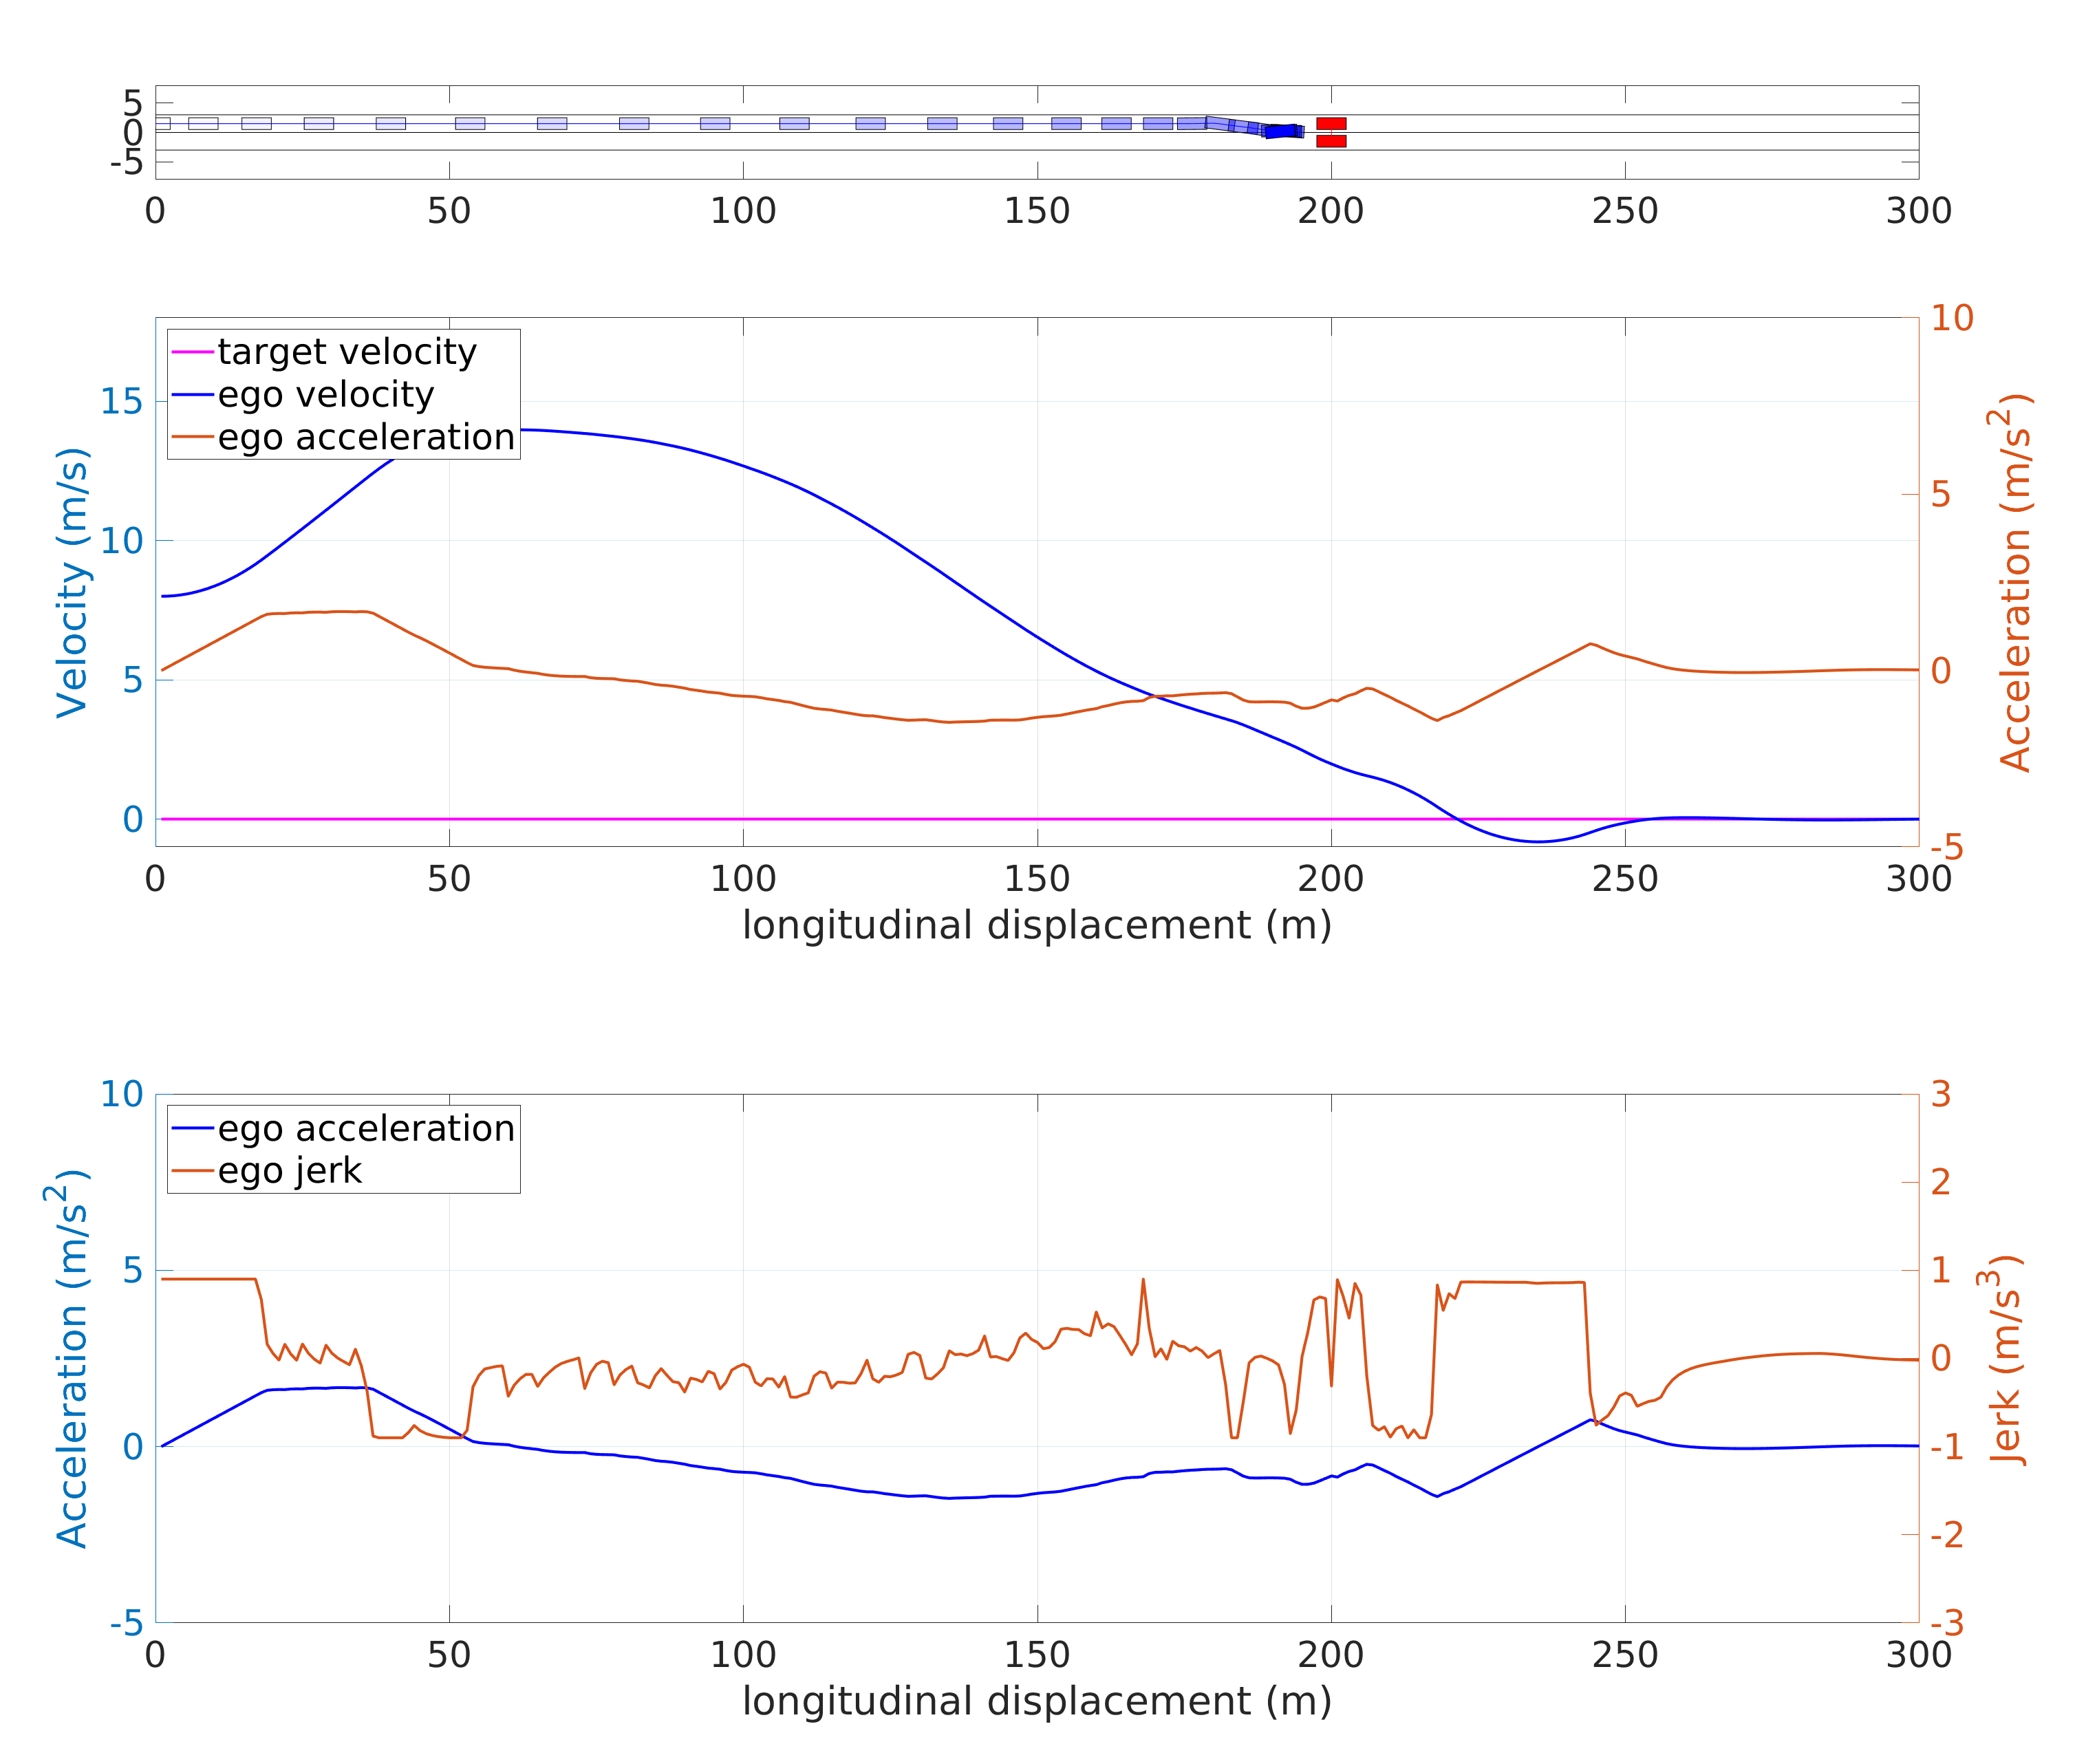 5
0
-5
0 50 100 150 200 250 300
target velocity
ego velocity
ego acceleration
Velocity (m/s)
15
10
5
0
Acceleration (m/s²)
10
5
0
-5
0 50 100 150 200 250 300
longitudinal displacement (m)
ego acceleration
ego jerk
Acceleration (m/s²)
10
5
0
-5
Jerk (m/s³)
3
2
1
0
-1
-2
-3
0 50 100 150 200 250 300
longitudinal displacement (m)